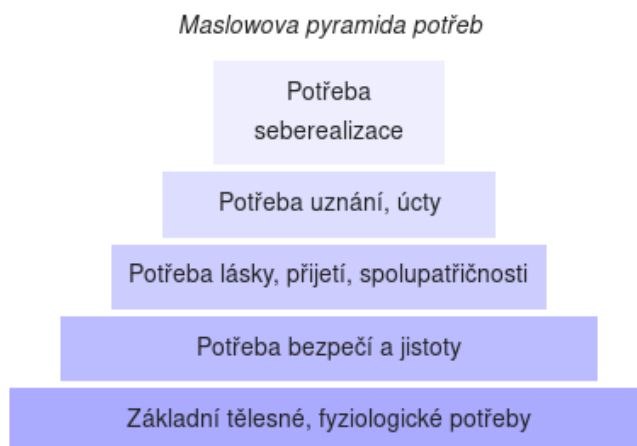 Maslowova pyramida potřeb
Potřeba
seberealizace
Potřeba uznání, úcty
Potřeba lásky, přijetí, spolupatřičnosti
Potřeba bezpečí a jistoty
Základní tělesné, fyziologické potřeby